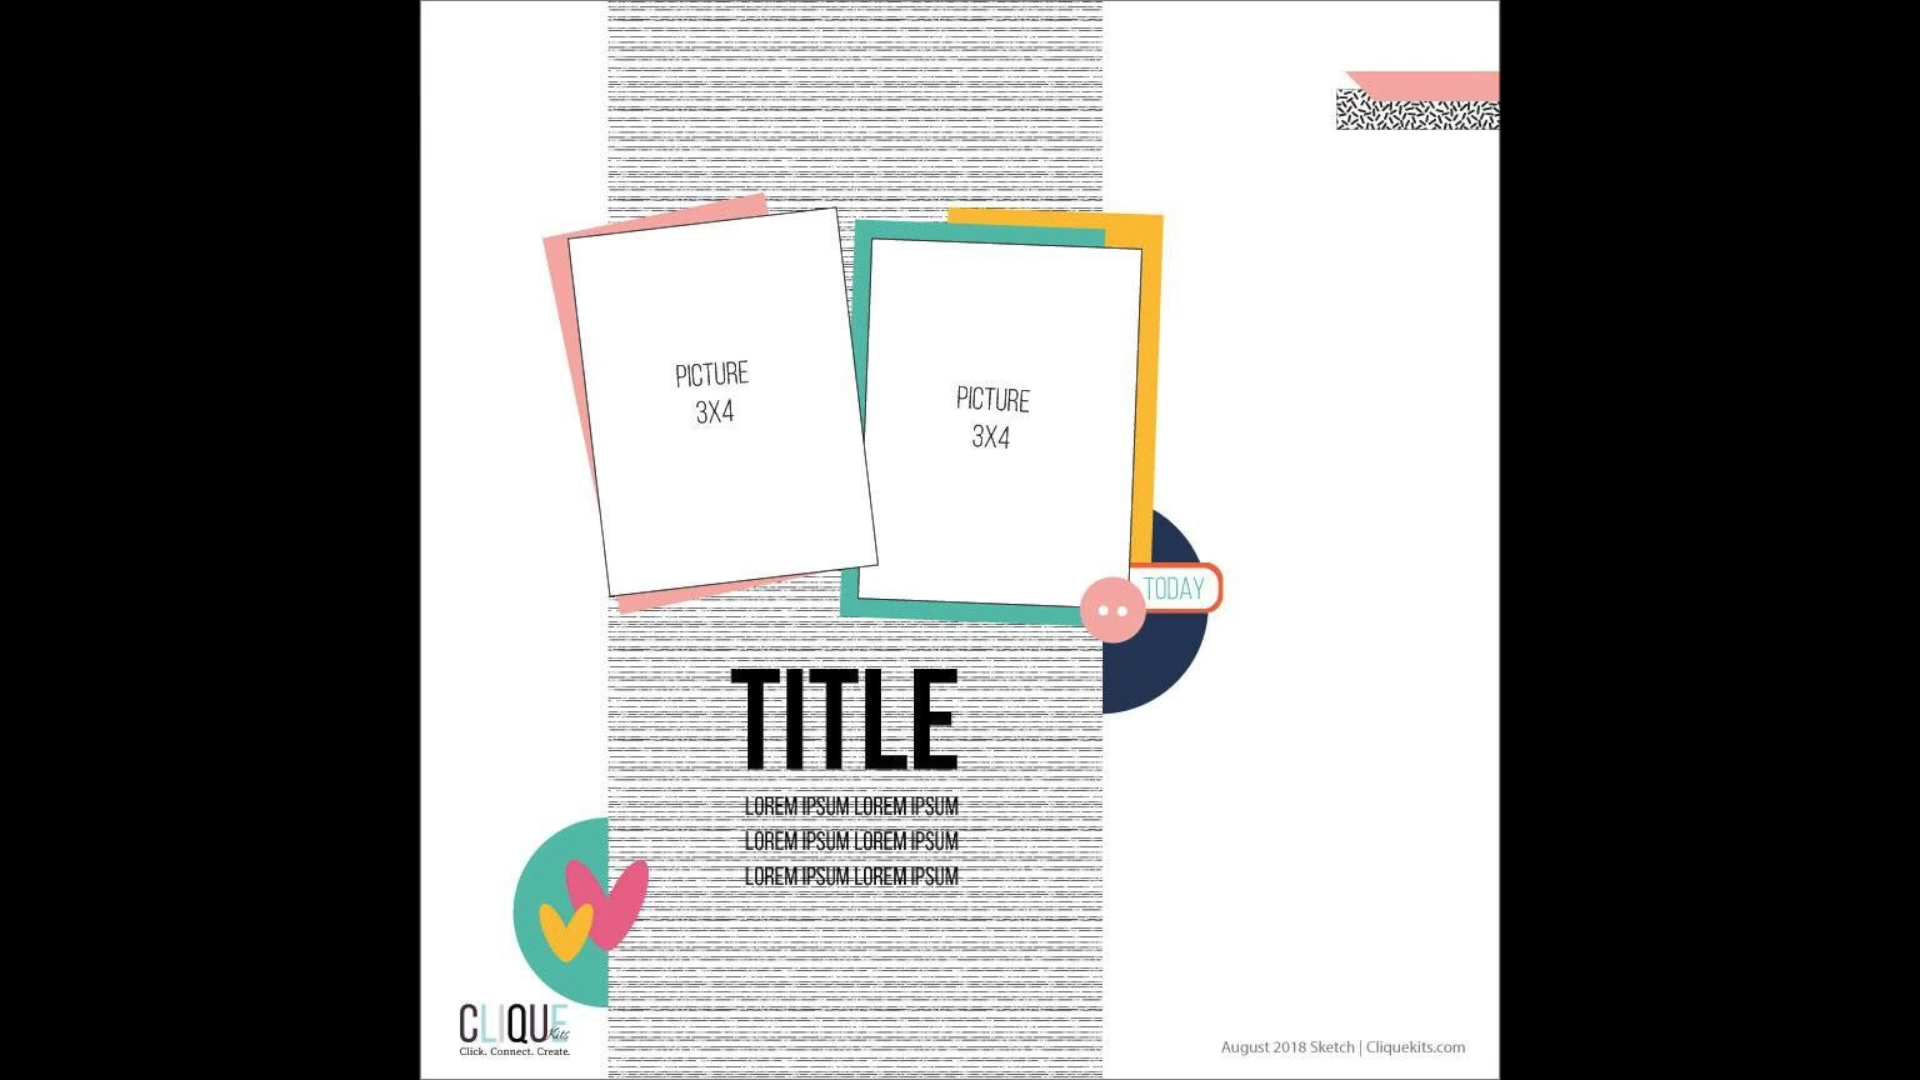 PICTURE
3X4
PICTURE
3X4
TODAY
TITLE
LOREM IPSUM LOREM IPSUM
LOREM IPSUM LOREM IPSUM
LOREM IPSUM LOREM IPSUM
CLIQUE
Kits
Click. Connect. Create.
August 2018 Sketch | Cliquekits.com